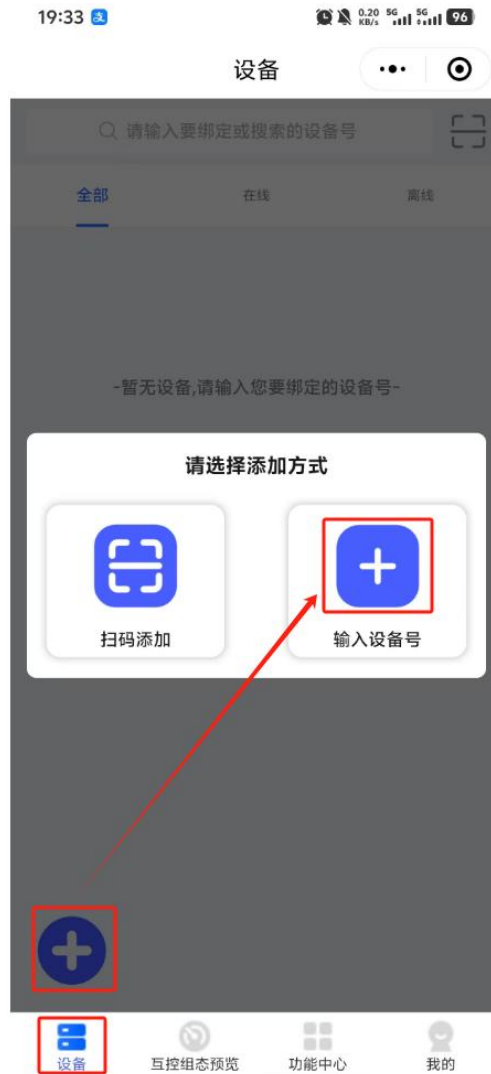 19:33
0.20 KB/s 5G 5G 96
设备
请输入要绑定或搜索的设备号
全部 在线 离线
-暂无设备,请输入您要绑定的设备号-
请选择添加方式
扫码添加 输入设备号
设备 互控组态预览 功能中心 我的